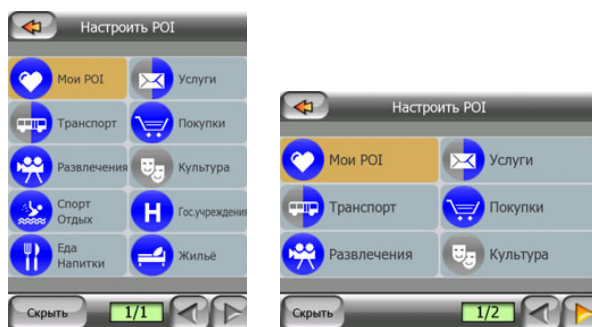 Настроить POI
Мои POI
Услуги
Транспорт
Покупки
Развлечения
Культура
Спорт
Отдых
Гос.учреждени
Еда
Напитки
Жильё
Скрыть
1/1
Настроить POI
Мои POI
Услуги
Транспорт
Покупки
Развлечения
Культура
Скрыть
1/2